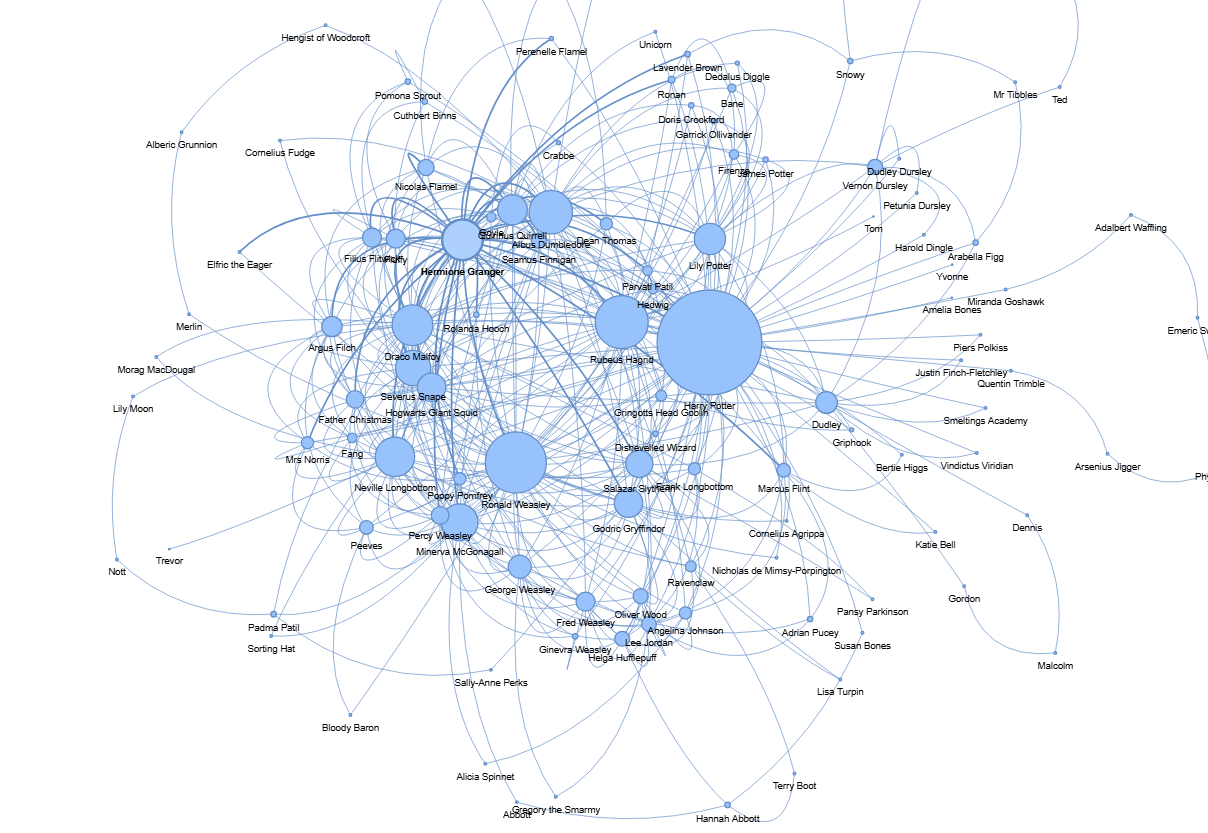 Hengist of Woodcroft
Perenelle Flamel
Unicorn
Lavender Brown
Dedalus Diggle
Snowy
Pomona Sprout
Ronan
Bane
Mr Tibbles
Ted
Cuthbert Binns
Doris Crockford
Garrick Ollivander
Alberic Grunnion
Cornelius Fudge
Crabbe
Firenze
James Potter
Dudley Dursley
Nicolas Flamel
Vernon Dursley
Petunia Dursley
Tom
Adalbert Waffling
Quirinus Quirrell
Albus Dumbledore
Dean Thomas
Harold Dingle
Arabella Figg
Filius Flitwick
Fluffy
Seamus Finnigan
Elfric the Eager
Hermione Granger
Lily Potter
Yvonne
Parvati Patil
Hedwig
Miranda Goshawk
Amelia Bones
Merlin
Rolanda Hooch
Emeric Sw
Argus Filch
Draco Malfoy
Rubeus Hagrid
Piers Polkiss
Morag MacDougal
Justin Finch-Fletchley
Quentin Trimble
Severus Snape
Lily Moon
Hogwarts Giant Squid
Gringotts Head Goblin
Harry Potter
Father Christmas
Dudley
Smeltings Academy
Griphook
Mrs Norris
Fang
Dishevelled Wizard
Bertie Higgs
Vindictus Viridian
Arsenius Jigger
Phy
Neville Longbottom
Poppy Pomfrey
Ronald Weasley
Salazar Slytherin
Frank Longbottom
Marcus Flint
Percy Weasley
Godric Gryffindor
Cornelius Agrippa
Dennis
Peeves
Minerva McGonagall
Katie Bell
Trevor
Nott
Nicholas de Mimsy-Porpington
George Weasley
Ravenclaw
Gordon
Padma Patil
Fred Weasley
Oliver Wood
Pansy Parkinson
Angelina Johnson
Adrian Pucey
Sorting Hat
Ginevra Weasley
Lee Jordan
Susan Bones
Helga Hufflepuff
Malcolm
Sally-Anne Perks
Lisa Turpin
Bloody Baron
Alicia Spinnet
Terry Boot
Gregory the Smarmy
Abbott
Hannah Abbott